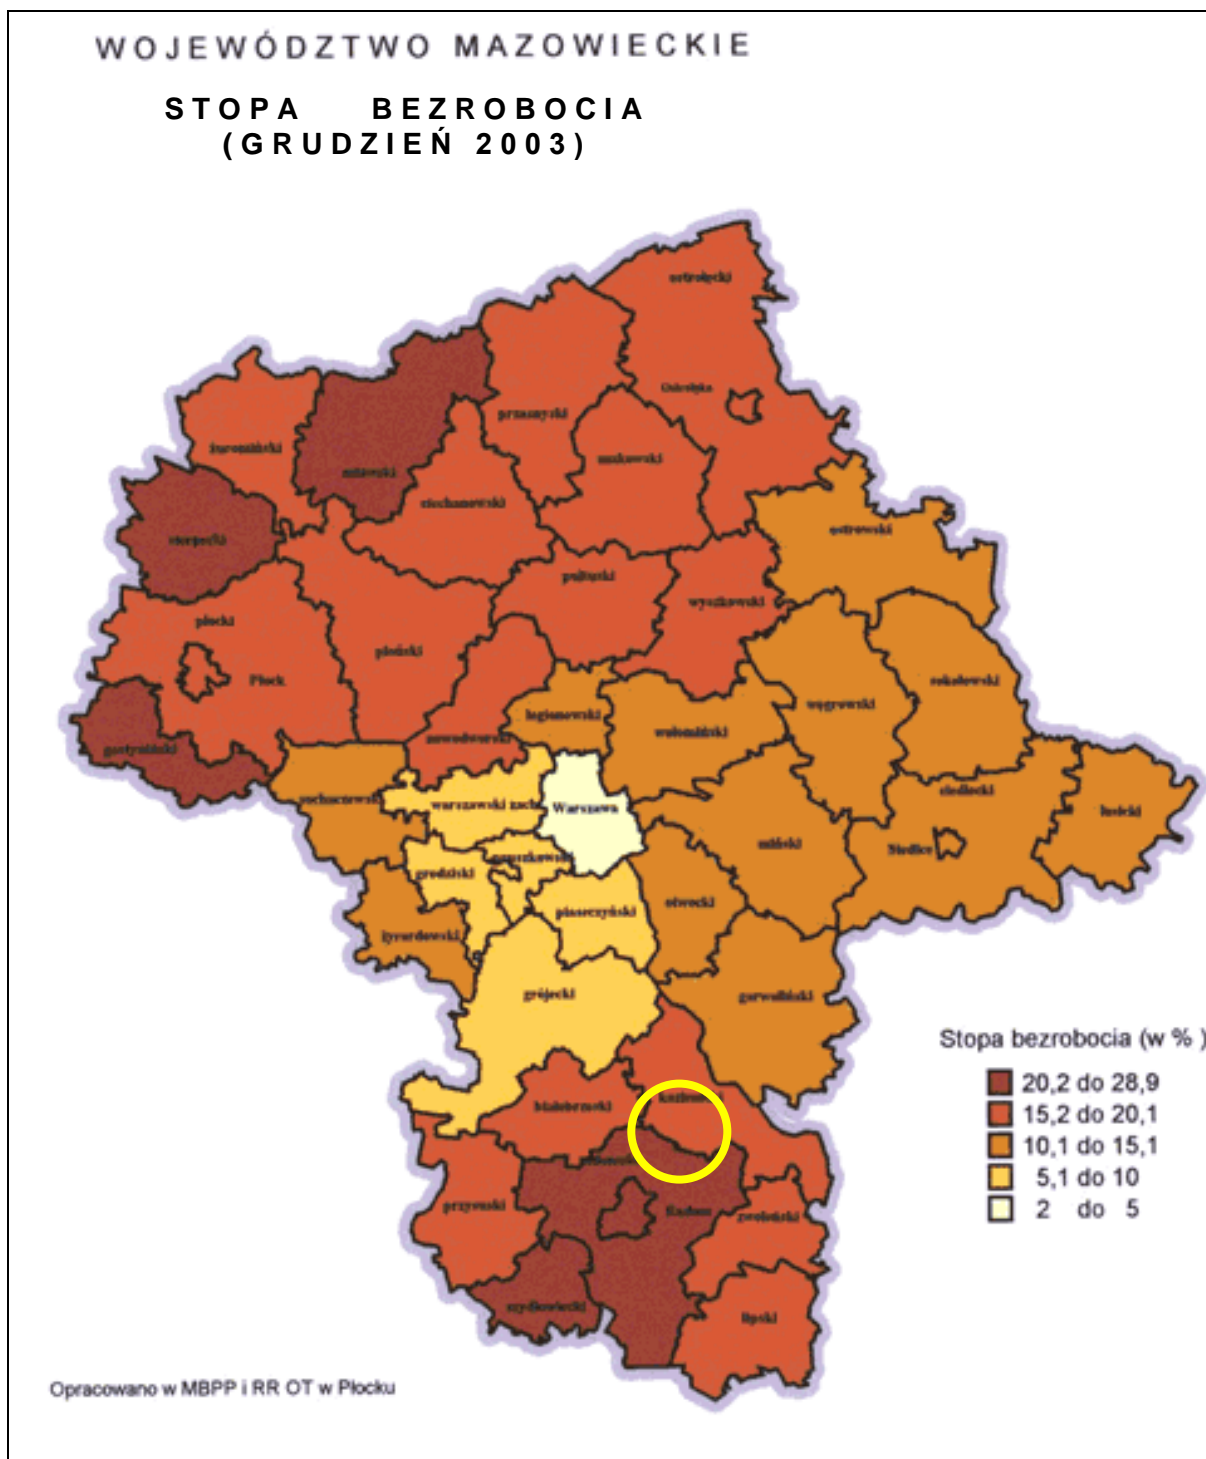 WOJEWÓDZTWO MAZOWIECKIE
STOPA BEZROBOCIA
(GRUDZIEŃ 2003)
ostrołęcki
Ostrołęka
przasnyski
makowski
żuromiński
mławski
ciechanowski
sierpecki
ostrowski
pułtuski
wyszkowski
płocki
płoński
Płock
sokołowski
węgrowski
legionowski
wołomiński
nowodworski
gostyniński
siedlecki
sochaczewski
warszawski zach
Warszawa
łosicki
miński
Siedlce
pruszkowski
grodziski
otwocki
piaseczyński
żyrardowski
grójecki
garwoliński
Stopa bezrobocia (w %)
20,2 do 28,9
15,2 do 20,1
10,1 do 15,1
5,1 do 10
2 do 5
białobrzeski
przysuski
Radom
zwoleński
szydłowiecki
lipski
Opracowano w MBPP i RR OT w Płocku